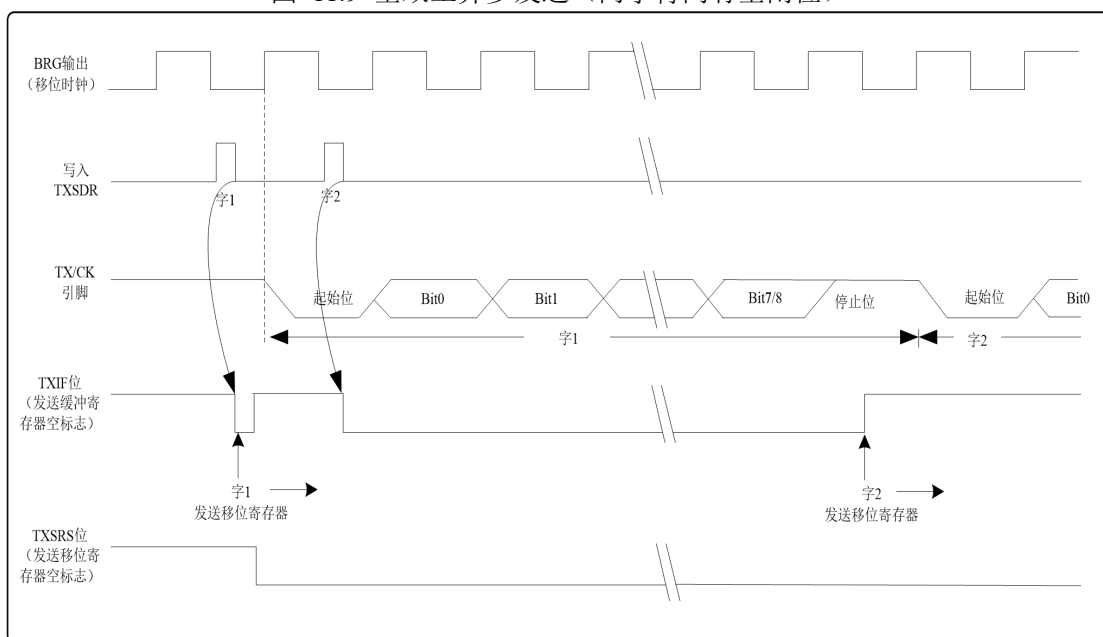 BRG输出
（移位时钟）
写入
TXSDR
字1
字2
TX/CK
引脚
起始位
Bit0
Bit1
Bit7/8
停止位
起始位
Bit0
字1
字2
TXIF位
（发送缓冲寄
存器空标志）
字1
发送移位寄存器
字2
发送移位寄存器
TXSRS位
（发送移位寄
存器空标志）